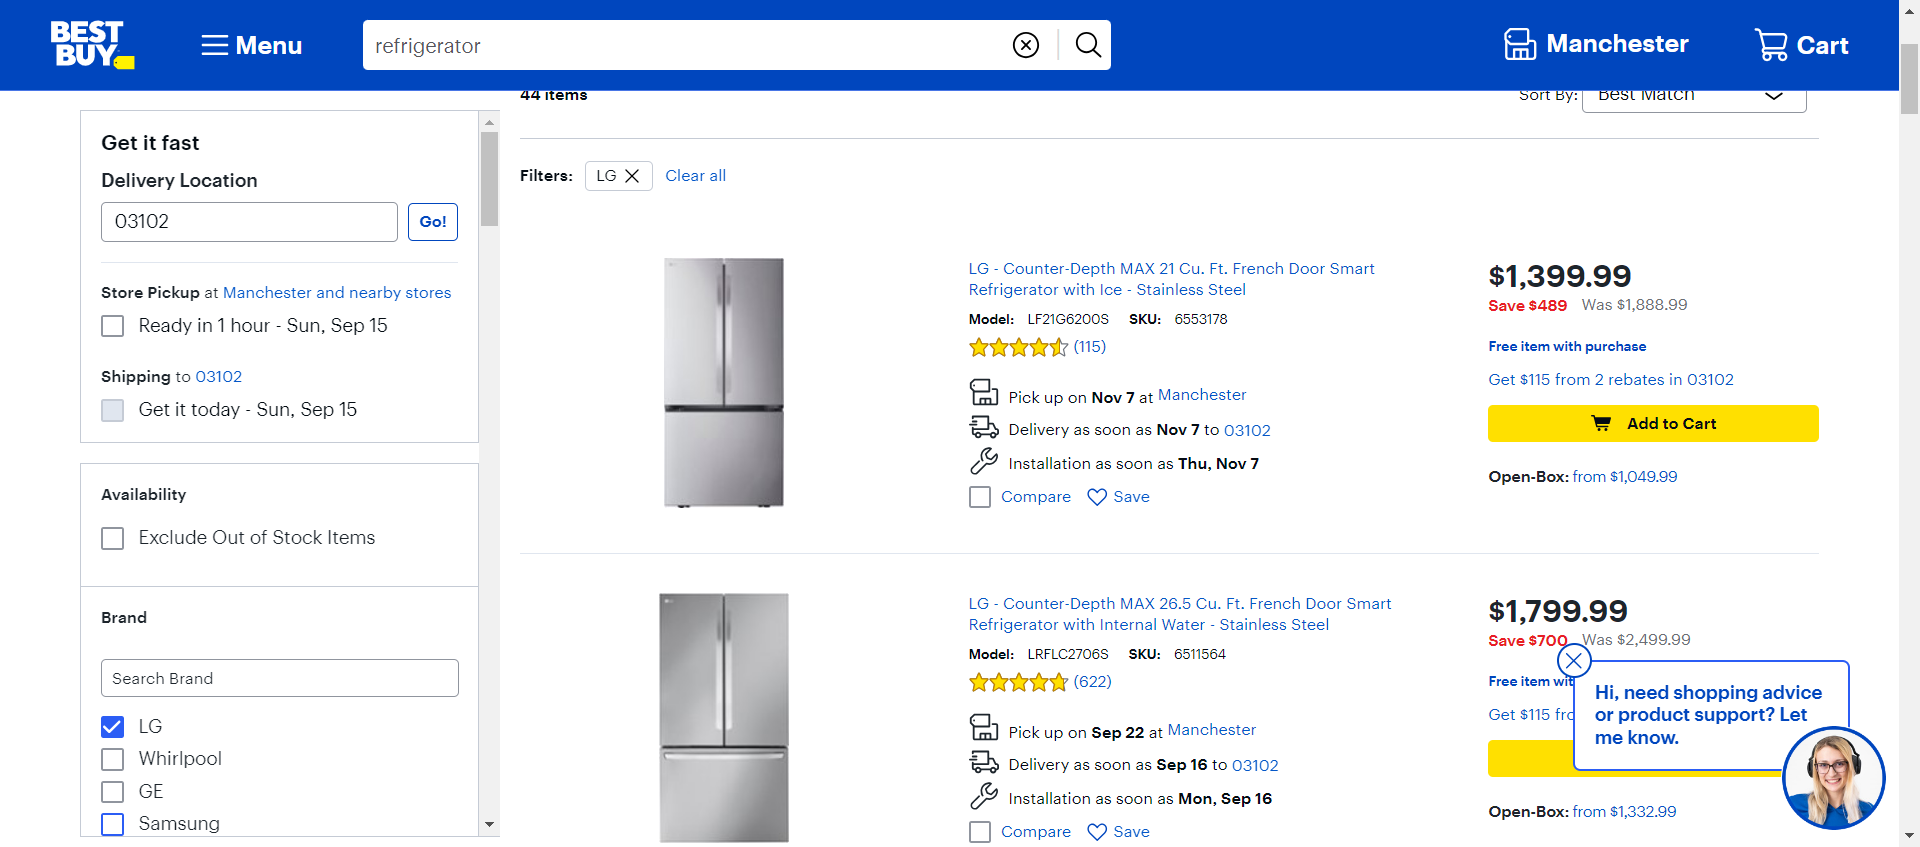 BEST
BUY
Menu
refrigerator
Manchester
Cart
44 items
Sort By: Best Match
Get it fast
Delivery Location
03102
Go!
Store Pickup at Manchester and nearby stores
Ready in 1 hour - Sun, Sep 15
Shipping to 03102
Get it today - Sun, Sep 15
Availability
Exclude Out of Stock Items
Brand
Search Brand
LG
Whirlpool
GE
Samsung
Filters: LG Clear all
LG - Counter-Depth MAX 21 Cu. Ft. French Door Smart
Refrigerator with Ice - Stainless Steel
Model: LF21G6200S SKU: 6553178
(115)
Pick up on Nov 7 at Manchester
Delivery as soon as Nov 7 to 03102
Installation as soon as Thu, Nov 7
Compare Save
$1,399.99
Save $489 Was $1,888.99
Free item with purchase
Get $115 from 2 rebates in 03102
Add to Cart
Open-Box: from $1,049.99
LG - Counter-Depth MAX 26.5 Cu. Ft. French Door Smart
Refrigerator with Internal Water - Stainless Steel
Model: LRFLC2706S SKU: 6511564
(622)
Pick up on Sep 22 at Manchester
Delivery as soon as Sep 16 to 03102
Installation as soon as Mon, Sep 16
Compare Save
$1,799.99
Save $700 Was $2,499.99
Free item wit
Get $115 fro
Open-Box: from $1,332.99
Hi, need shopping advice
or product support? Let
me know.